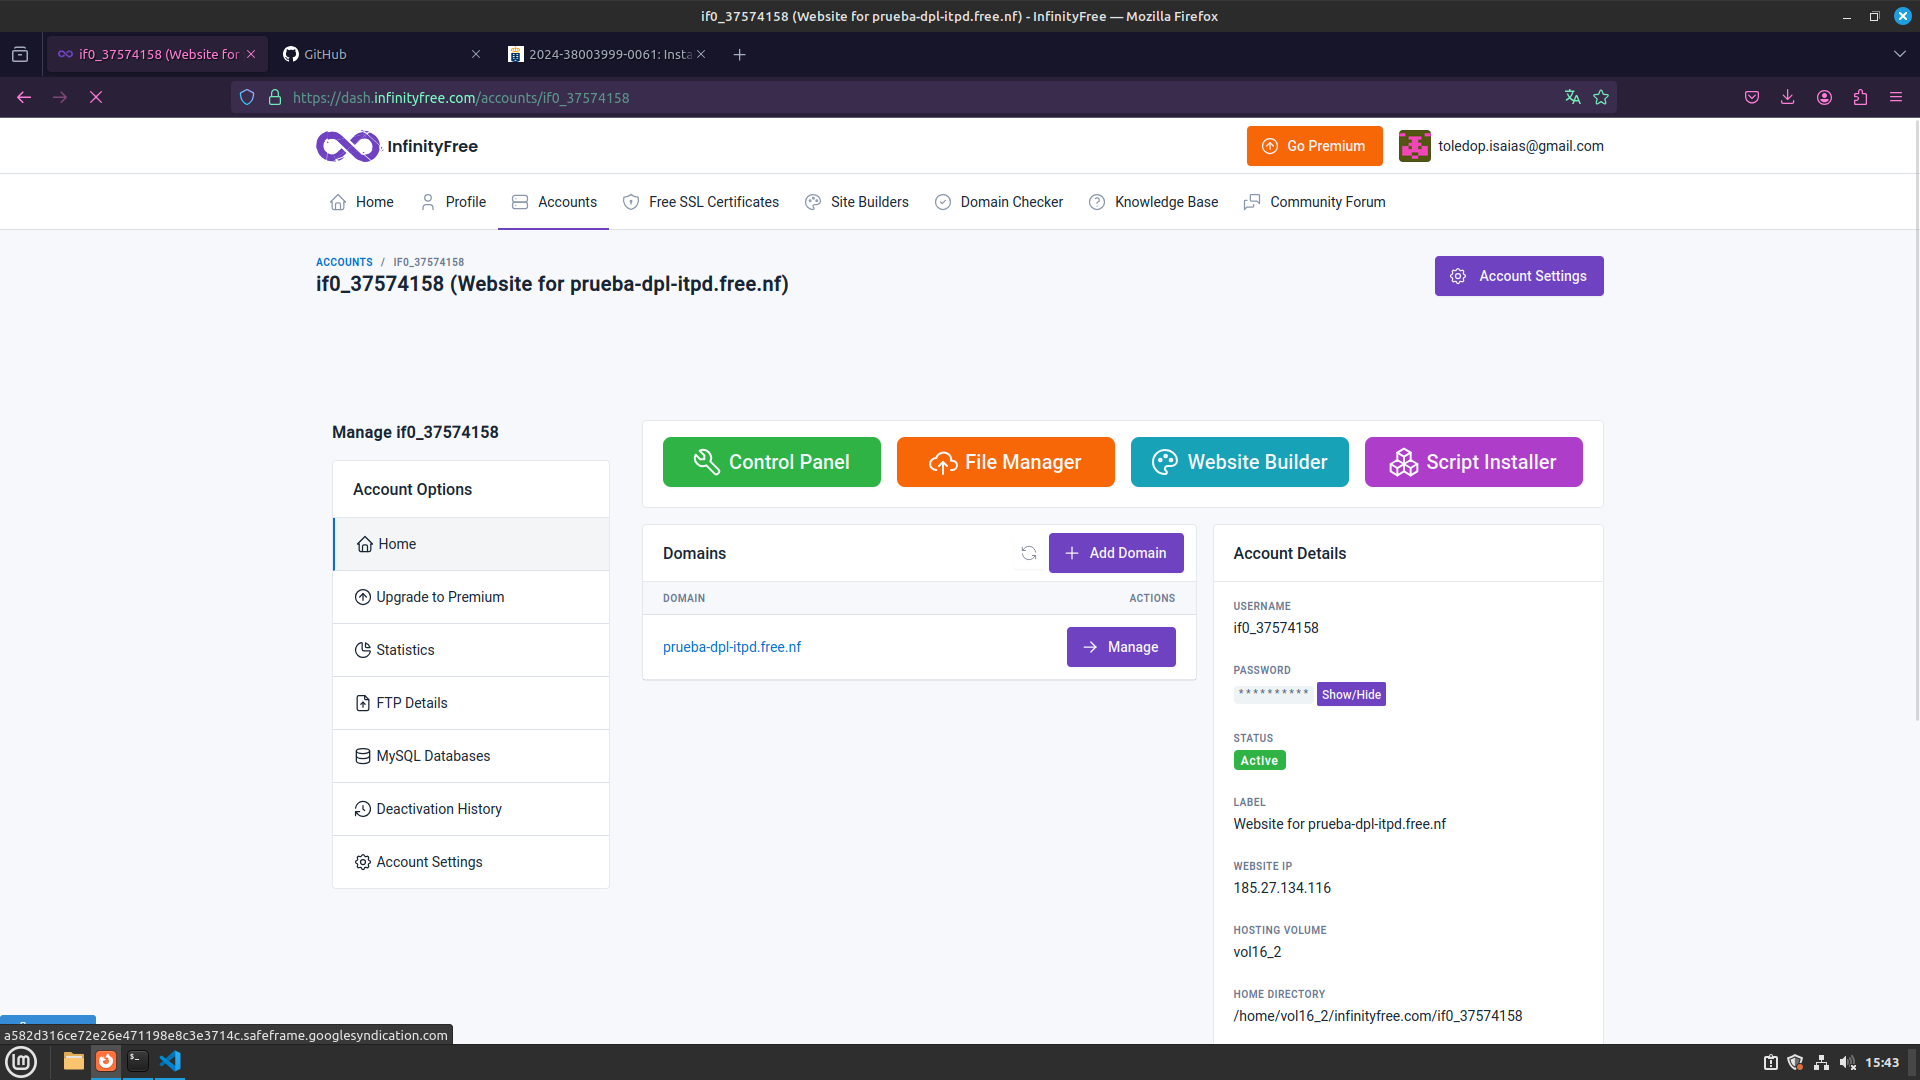 if0_37574158 (Website for prueba-dpl-itpd.free.nf) - InfinityFree — Mozilla Firefox
if0_37574158 (Website for
GitHub
2024-38003999-0061: Insta
https://dash.infinityfree.com/accounts/if0_37574158
InfinityFree
Go Premium
toledop.isaias@gmail.com
Home
Profile
Accounts
Free SSL Certificates
Site Builders
Domain Checker
Knowledge Base
Community Forum
ACCOUNTS / IF0_37574158
if0_37574158 (Website for prueba-dpl-itpd.free.nf)
Account Settings
Manage if0_37574158
Account Options
Home
Upgrade to Premium
Statistics
FTP Details
MySQL Databases
Deactivation History
Account Settings
Control Panel
File Manager
Website Builder
Script Installer
Domains
Add Domain
DOMAIN
ACTIONS
prueba-dpl-itpd.free.nf
Manage
Account Details
USERNAME
if0_37574158
PASSWORD
**********
Show/Hide
STATUS
Active
LABEL
Website for prueba-dpl-itpd.free.nf
WEBSITE IP
185.27.134.116
HOSTING VOLUME
vol16_2
HOME DIRECTORY
/home/vol16_2/infinityfree.com/if0_37574158
a582d316ce72e26e471198e8c3e3714c.safeframe.googlesyndication.com
15:43